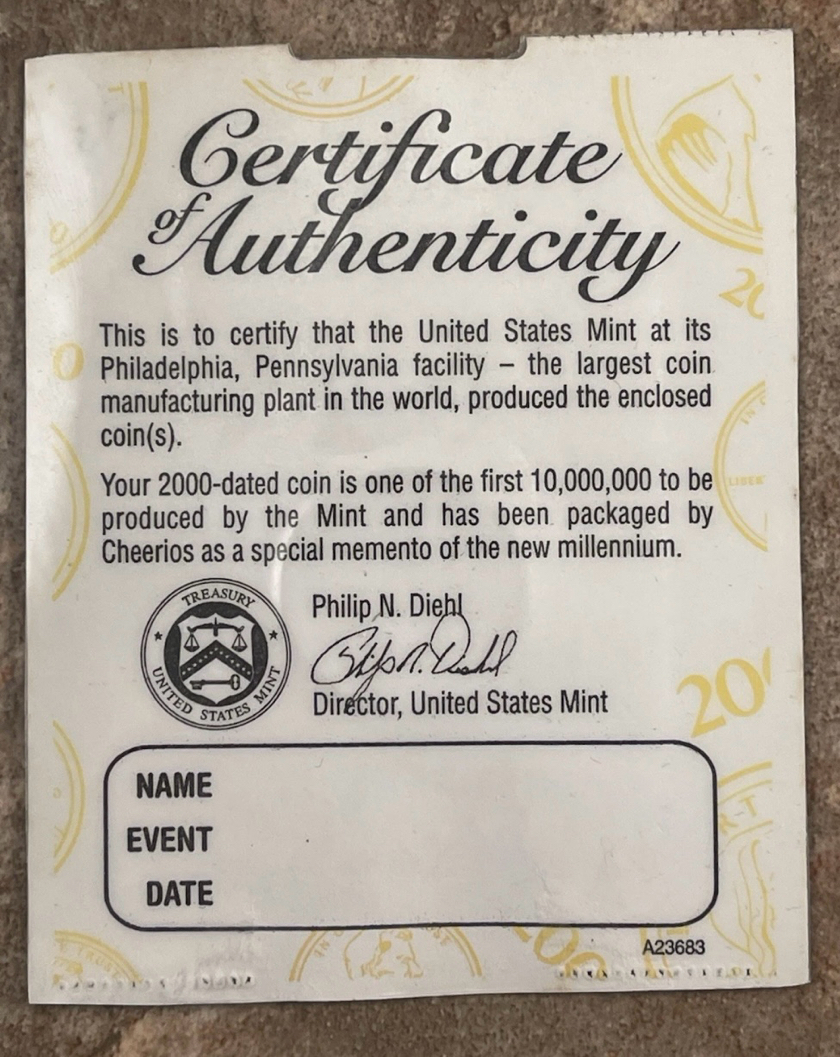 Certificate
of Authenticity
This is to certify that the United States Mint at its
Philadelphia, Pennsylvania facility – the largest coin
manufacturing plant in the world, produced the enclosed
coin(s).
Your 2000-dated coin is one of the first 10,000,000 to be
produced by the Mint and has been packaged by
Cheerios as a special memento of the new millennium.
TREASURY
UNITED STATES MINT
Philip N. Diehl
Philip N. Diehl
Director, United States Mint
NAME
EVENT
DATE
A23683